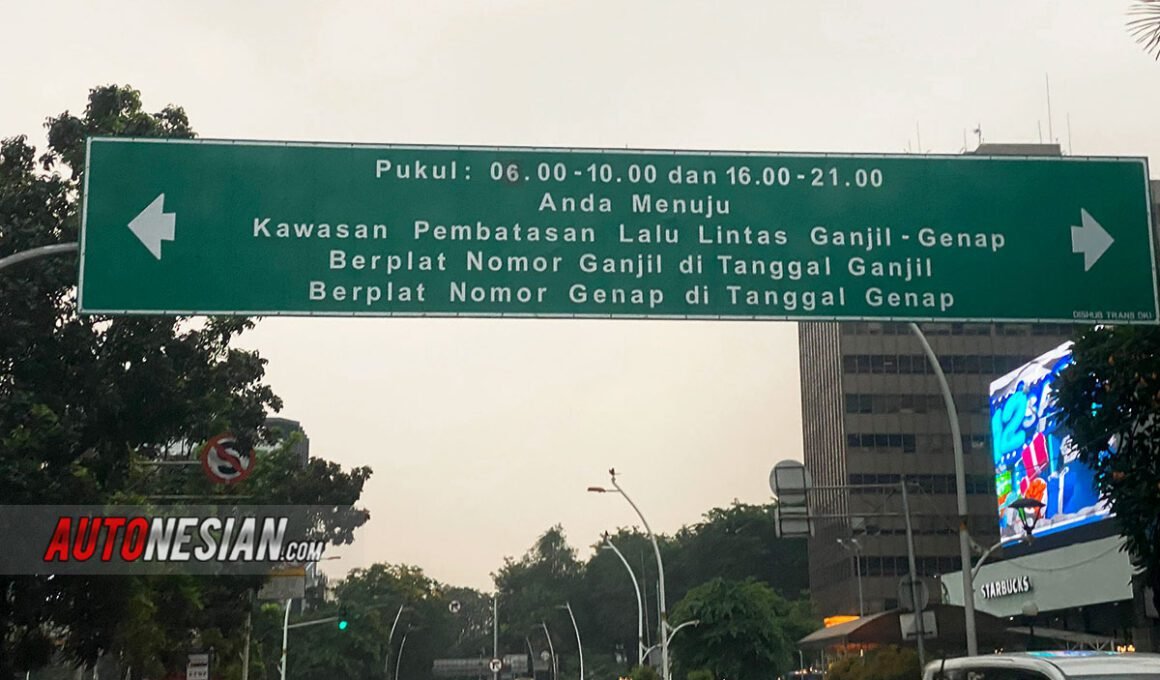 Pukul: 06.00-10.00 dan 16.00-21.00
Anda Menuju
Kawasan Pembatasan Lalu Lintas Ganjil-Genap
Berplat Nomor Ganjil di Tanggal Ganjil
Berplat Nomor Genap di Tanggal Genap
DISHUB TRANS DKI
12
S
AUTONESIAN.COM
STARBUCKS